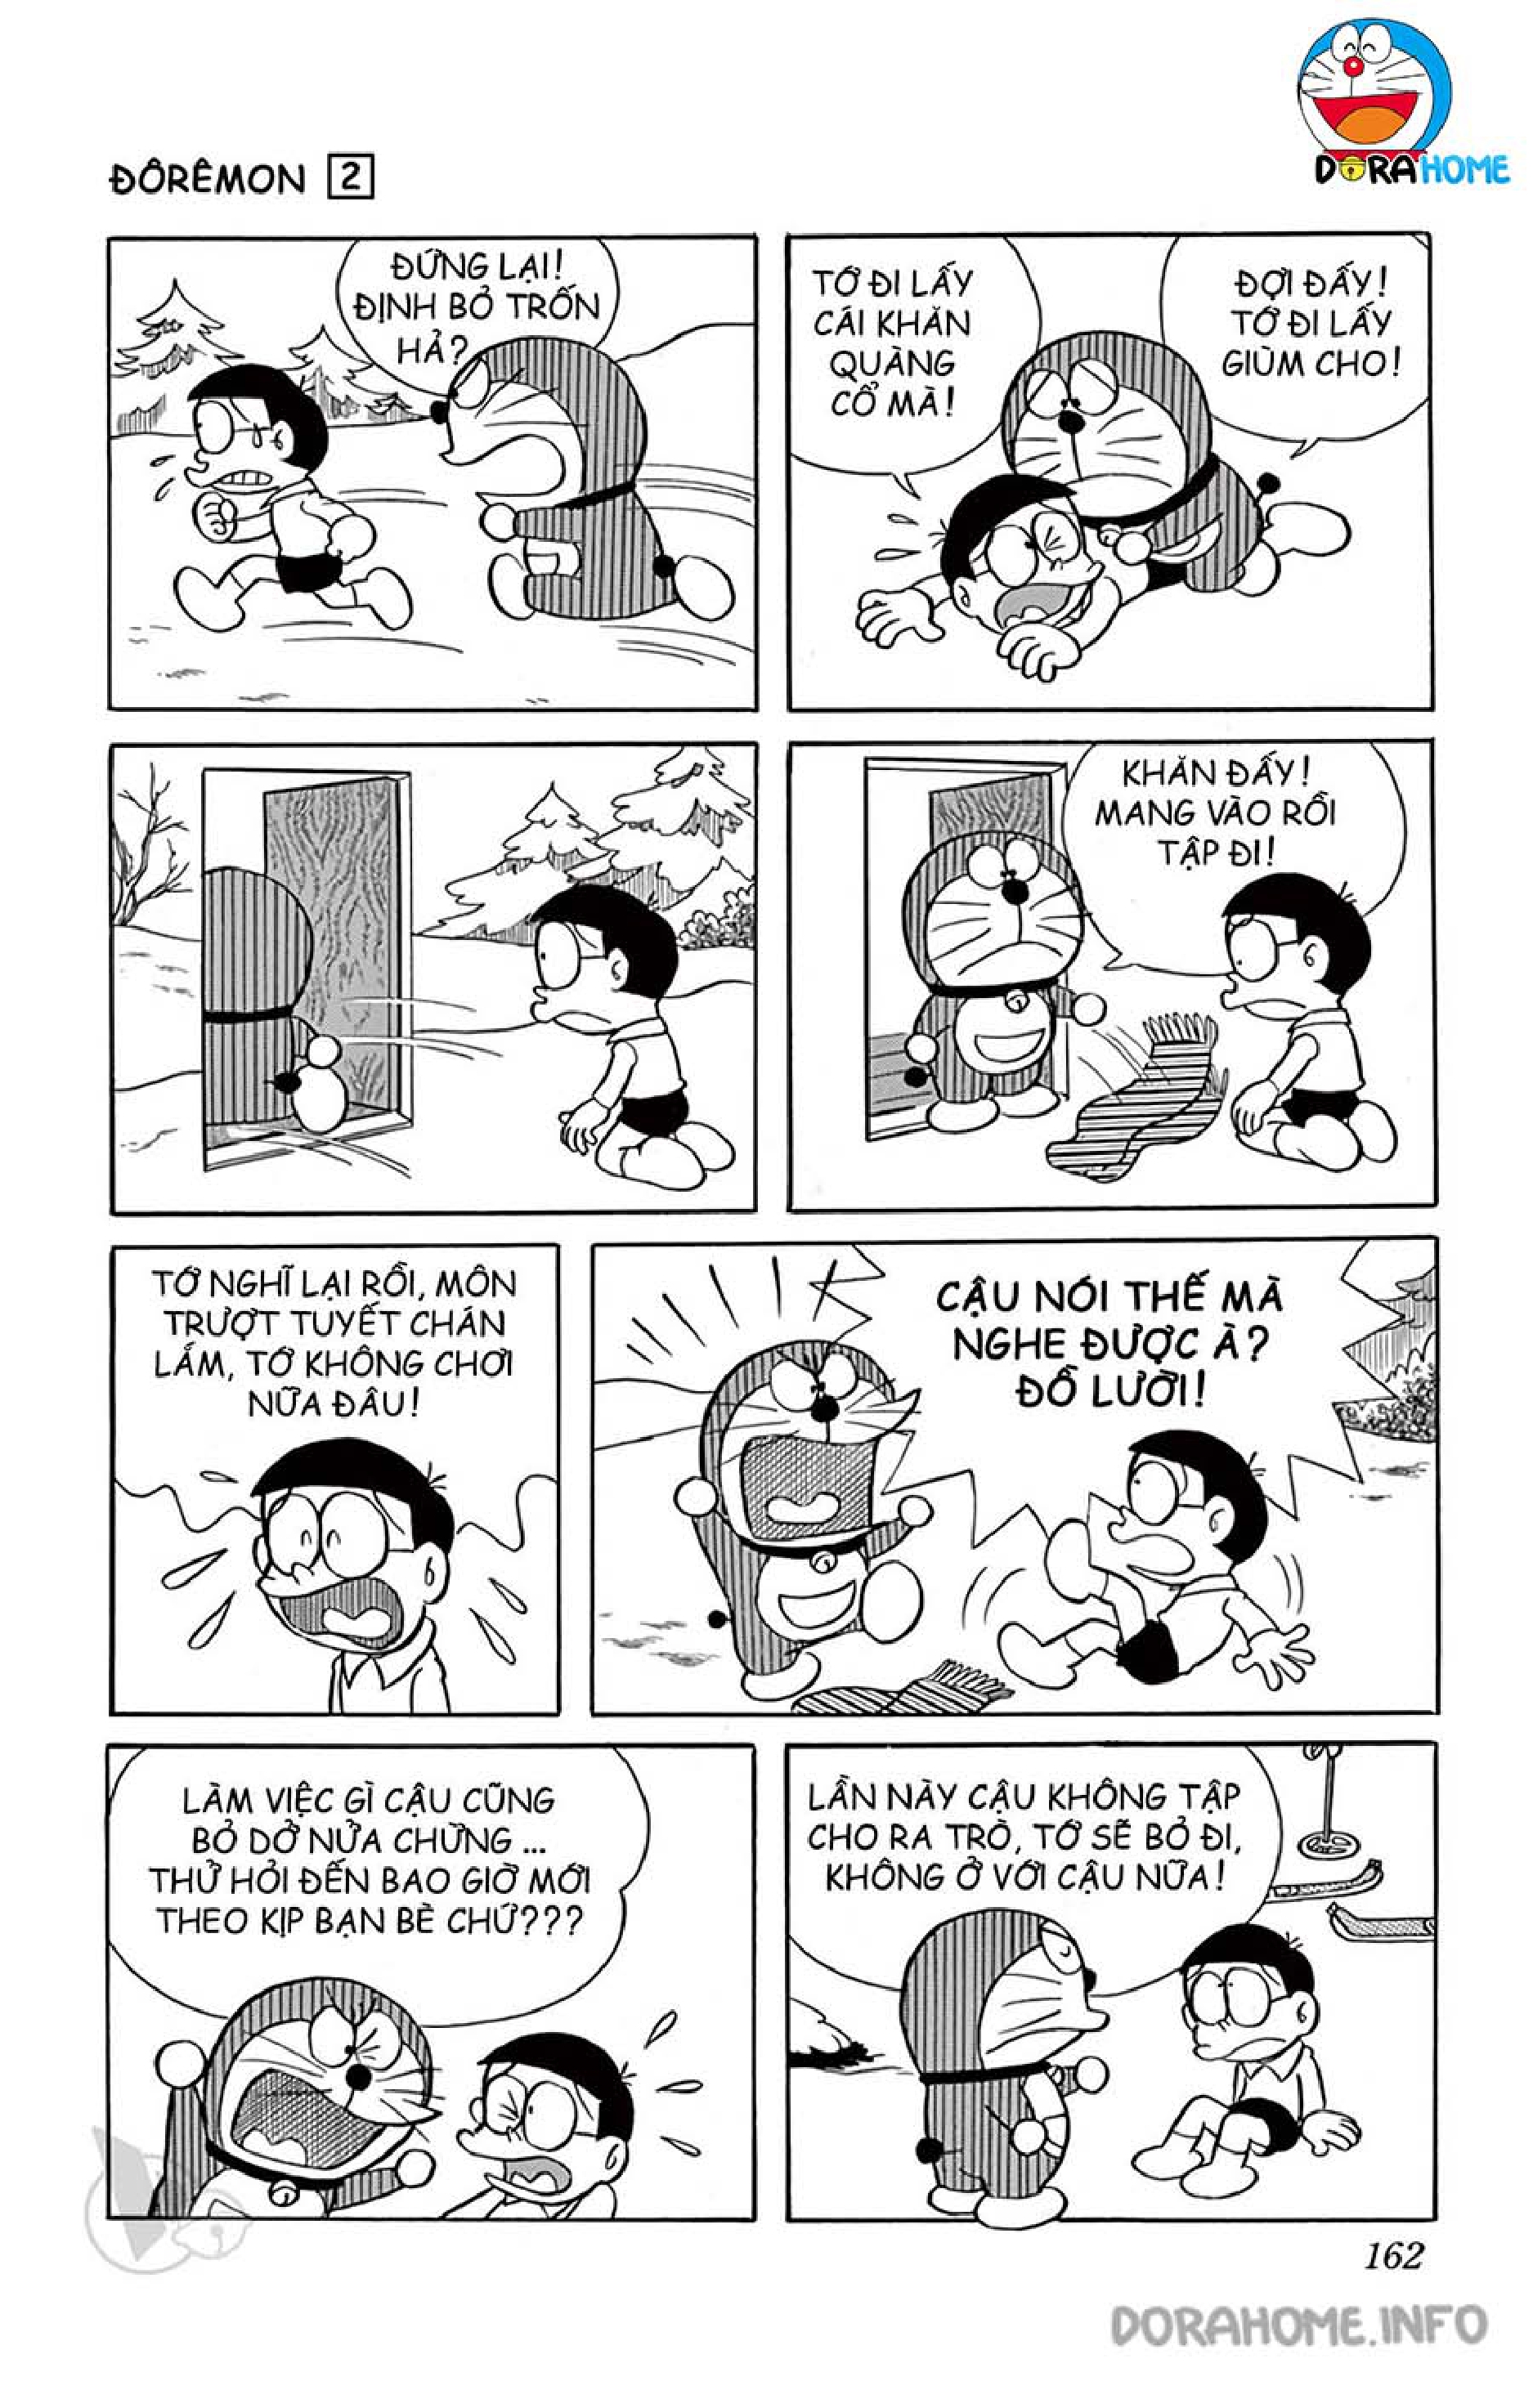 DORAHOME
ĐÔRÊMON 2
ĐỨNG LẠI!
ĐỊNH BỎ TRỐN
HẢ?
TỚ ĐI LẤY
CÁI KHĂN
QUÀNG
CỔ MÀ!
ĐỢI ĐẤY!
TỚ ĐI LẤY
GIÙM CHO!
KHĂN ĐẤY!
MANG VÀO RỒI
TẬP ĐI!
TỚ NGHĨ LẠI RỒI, MÔN
TRƯỢT TUYẾT CHÁN
LẮM, TỚ KHÔNG CHƠI
NỮA ĐÂU!
CẬU NÓI THẾ MÀ
NGHE ĐƯỢC À?
ĐỒ LƯỜI!
LÀM VIỆC GÌ CẬU CŨNG
BỎ DỞ NỬA CHỪNG ...
THỬ HỎI ĐẾN BAO GIỜ MỚI
THEO KỊP BẠN BÈ CHỨ???
LẦN NÀY CẬU KHÔNG TẬP
CHO RA TRÒ, TỚ SẼ BỎ ĐI,
KHÔNG Ở VỚI CẬU NỮA!
162
DORAHOME.INFO